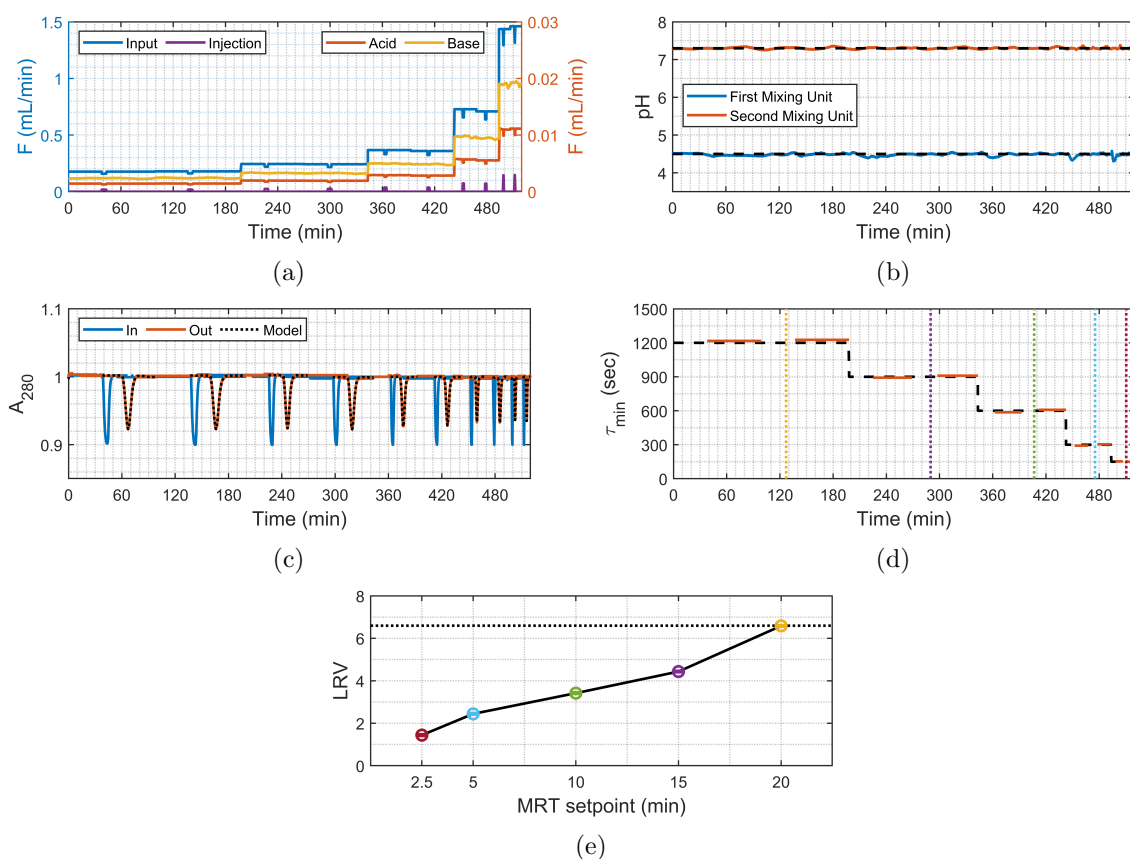 Input Injection Acid Base
F (mL/min)
1.5
1
0.5
0
0.03
0.02
0.01
0
F (mL/min)
0 60 120 180 240 300 360 420 480
Time (min)
(a)
First Mixing Unit
Second Mixing Unit
pH
8
7
6
5
4
0 60 120 180 240 300 360 420 480
Time (min)
(b)
In Out Model
A280
1.1
1
0.9
0 60 120 180 240 300 360 420 480
Time (min)
(c)
τmin (sec)
1500
1200
900
600
300
0
0 60 120 180 240 300 360 420 480
Time (min)
(d)
LRV
8
6
4
2
0
2.5 5 10 15 20
MRT setpoint (min)
(e)